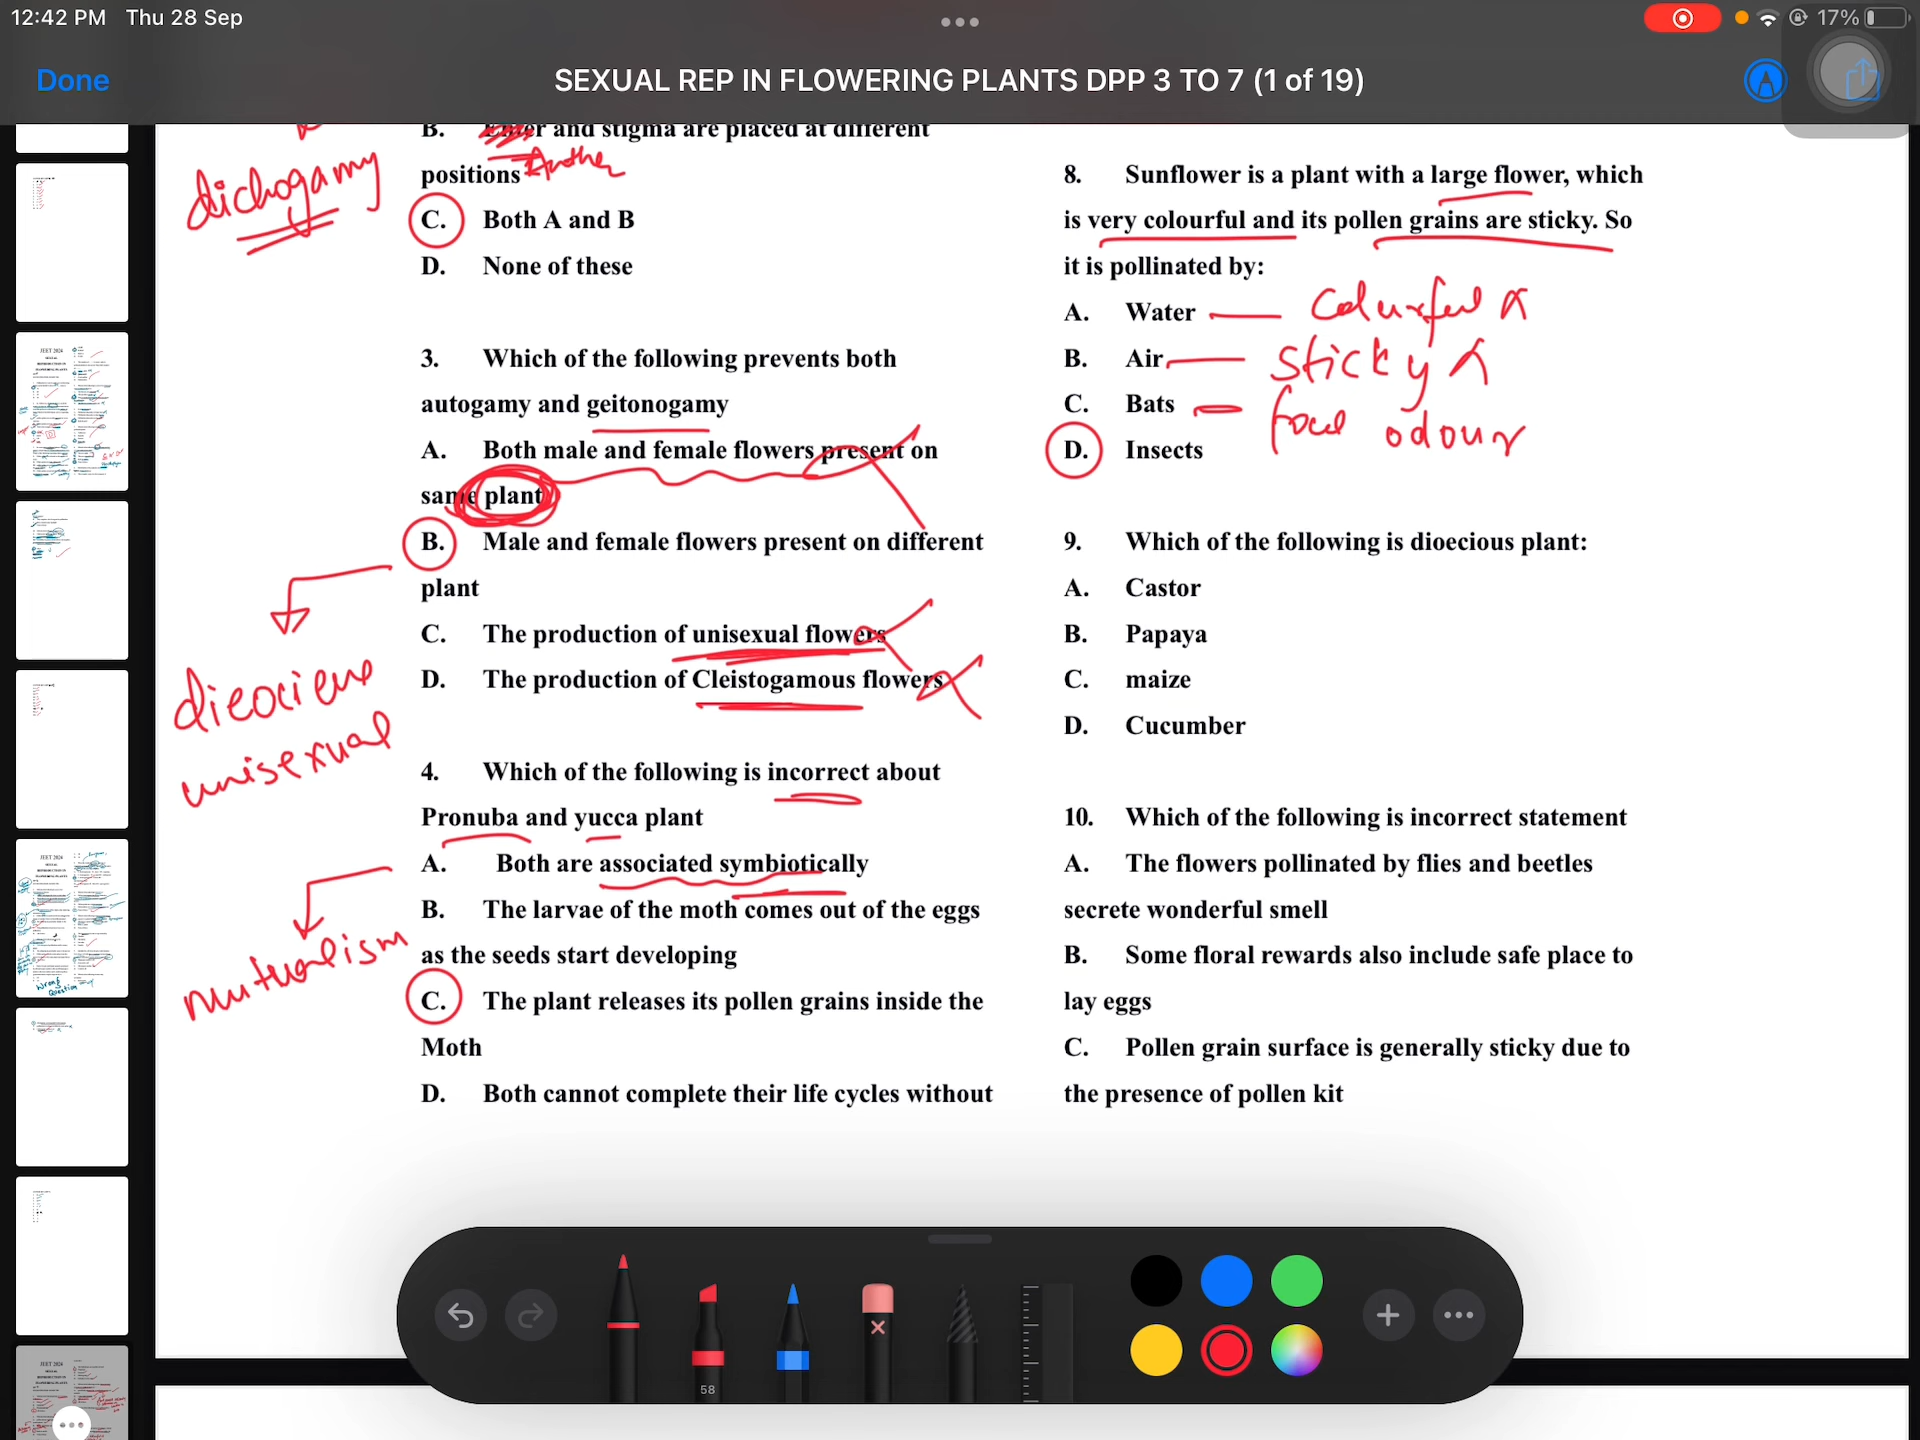 12:42 PM Thu 28 Sep
17%
Done
SEXUAL REP IN FLOWERING PLANTS DPP 3 TO 7 (1 of 19)
dichogamy
B. er and stigma are placed at different
positions Anther
C. Both A and B
D. None of these
3. Which of the following prevents both
autogamy and geitonogamy
A. Both male and female flowers present on
same plant
B. Male and female flowers present on different
plant
C. The production of unisexual flowers
D. The production of Cleistogamous flowers
unisexual
4. Which of the following is incorrect about
Pronuba and yucca plant
A. Both are associated symbiotically
B. The larvae of the moth comes out of the eggs
as the seeds start developing
mutualism
C. The plant releases its pollen grains inside the
Moth
D. Both cannot complete their life cycles without
8. Sunflower is a plant with a large flower, which
is very colourful and its pollen grains are sticky. So
it is pollinated by:
A. Water — Colurful x
B. Air — Sticky x
C. Bats — foul odour
D. Insects
9. Which of the following is dioecious plant:
A. Castor
B. Papaya
C. maize
D. Cucumber
10. Which of the following is incorrect statement
A. The flowers pollinated by flies and beetles
secrete wonderful smell
B. Some floral rewards also include safe place to
lay eggs
C. Pollen grain surface is generally sticky due to
the presence of pollen kit
58